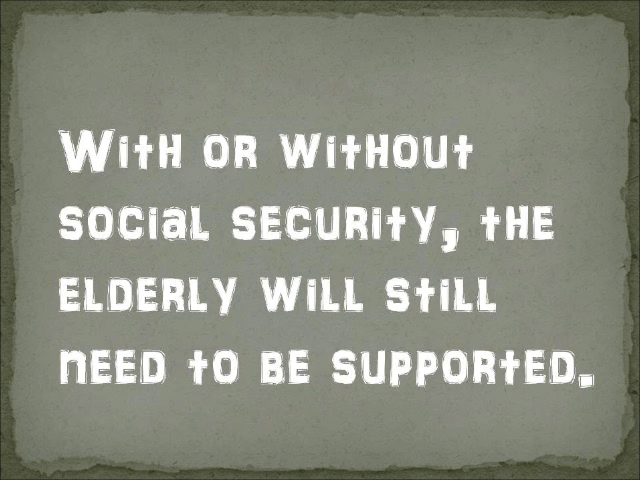 With or without
social security, the
elderly will still
need to be supported.